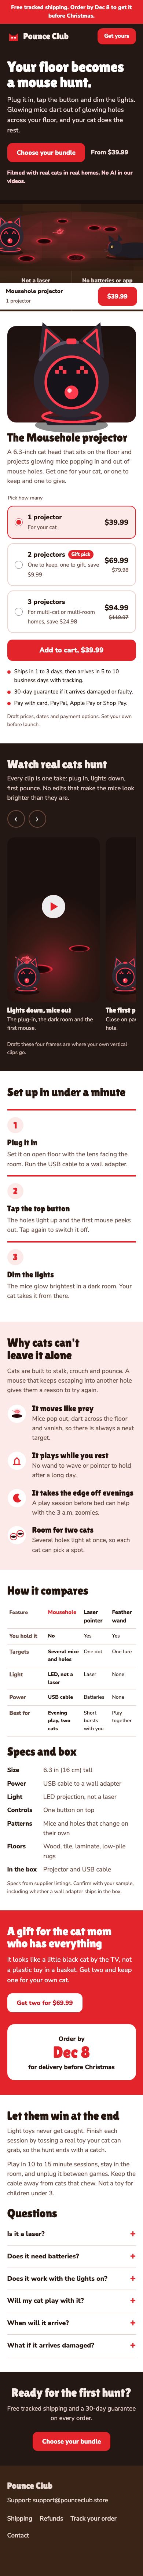 Free tracked shipping. Order by Dec 8 to get it
before Christmas.
Pounce Club
Get yours
Your floor becomes
a mouse hunt.
Plug it in, tap the button and dim the lights.
Glowing mice dart out of glowing holes
across your floor, and your cat does the
rest.
Choose your bundle
From $39.99
Filmed with real cats in real homes. No AI in our
videos.
Not a laser
No batteries or app
Mousehole projector
1 projector
$39.99
The Mousehole projector
A 6.3-inch cat head that sits on the floor and
projects glowing mice popping in and out of
mouse holes. Get one for your cat, or one to
keep and one to give.
Pick how many
1 projector
For your cat
$39.99
2 projectors
Gift pick
One to keep, one to gift, save
$9.99
$69.99
$79.98
3 projectors
For multi-cat or multi-room
homes, save $24.98
$94.99
$119.97
Add to cart, $39.99
Ships in 1 to 3 days, then arrives in 5 to 10
business days with tracking.
30-day guarantee if it arrives damaged or faulty.
Pay with card, PayPal, Apple Pay or Shop Pay.
Draft prices, dates and payment options. Set your own
before launch.
Watch real cats hunt
Every clip is one take: plug in, lights down,
first pounce. No edits that make the mice look
brighter than they are.
Lights down, mice out
The plug-in, the dark room and the
first mouse.
The first p
Close on pa
hole.
Draft; these four frames are where your own vertical
clips go.
Set up in under a minute
1
Plug it in
Set it on open floor with the lens facing the
room. Run the USB cable to a wall adapter.
2
Tap the top button
The holes light up and the first mouse peeks
out. Tap again to switch it off.
3
Dim the lights
The mice glow brightest in a dark room. Your
cat takes it from there.
Why cats can't
leave it alone
Cats are built to stalk, crouch and pounce. A
mouse that keeps escaping into another hole
gives them a reason to try again.
It moves like prey
Mice pop out, dart across the floor
and vanish, so there is always a next
target.
It plays while you rest
No wand to wave or pointer to hold
after a long day.
It takes the edge off evenings
A play session before bed can help
with the 3 a.m. zoomies.
Room for two cats
Several holes light at once, so each
cat can pick a spot.
How it compares
Feature
Mousehole
Laser
pointer
Feather
wand
You hold it
No
Yes
Yes
Targets
Several mice
and holes
One dot
One lure
Light
LED, not a
laser
Laser
None
Power
USB cable
Batteries
None
Best for
Evening
play, two
cats
Short
bursts
with you
Play
together
Specs and box
Size
6.3 in (16 cm) tall
Power
USB cable to a wall adapter
Light
LED projection, not a laser
Controls
One button on top
Patterns
Mice and holes that change on
their own
Floors
Wood, tile, laminate, low-pile
rugs
In the box
Projector and USB cable
Specs from supplier listings. Confirm with your sample,
including whether a wall adapter ships in the box.
A gift for the cat mom
who has everything
It looks like a little black cat by the TV, not
a plastic toy in a basket. Get two and keep
one for your own cat.
Get two for $69.99
Order by
Dec 8
for delivery before Christmas
Let them win at the end
Light toys never get caught. Finish each
session by tossing a real toy your cat can
grab, so the hunt ends with a catch.
Play in 10 to 15 minute sessions, stay in the
room, and unplug it between games. Keep the
cable away from cats that chew. Not a toy for
children under 3.
Questions
Is it a laser?
Does it need batteries?
Does it work with the lights on?
Will my cat play with it?
When will it arrive?
What if it arrives damaged?
Ready for the first hunt?
Free tracked shipping and a 30-day guarantee
on every order.
Choose your bundle
Pounce Club
Support: support@pounceclub.store
Shipping
Refunds
Track your order
Contact